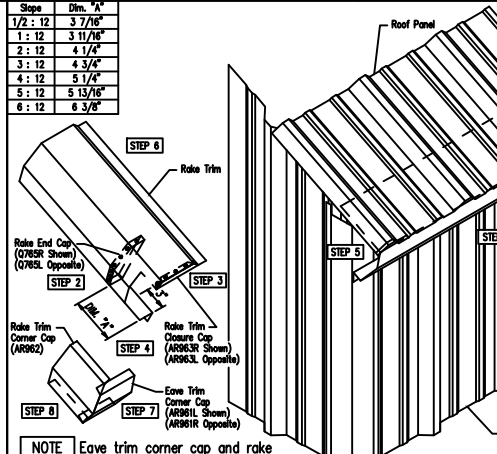 Slope Dim. "A"
1/2 : 12 3 7/16"
1 : 12 3 11/16"
2 : 12 4 1/4"
3 : 12 4 3/4"
4 : 12 5 1/4"
5 : 12 5 13/16"
6 : 12 6 3/8"
Roof Panel
STEP 6
Rake Trim
Rake End Cap
(Q765R Shown)
(Q765L Opposite)
STEP 2
STEP 3
STEP 5
STE
3"
DIM. "A"
STEP 4
Rake Trim
Corner Cap
(AR962)
Rake Trim
Closure Cap
(AR963R Shown)
(AR963L Opposite)
Eave Trim
Corner Cap
(AR961L Shown)
(AR961R Opposite)
STEP 8
STEP 7
NOTE Eave trim corner cap and rake